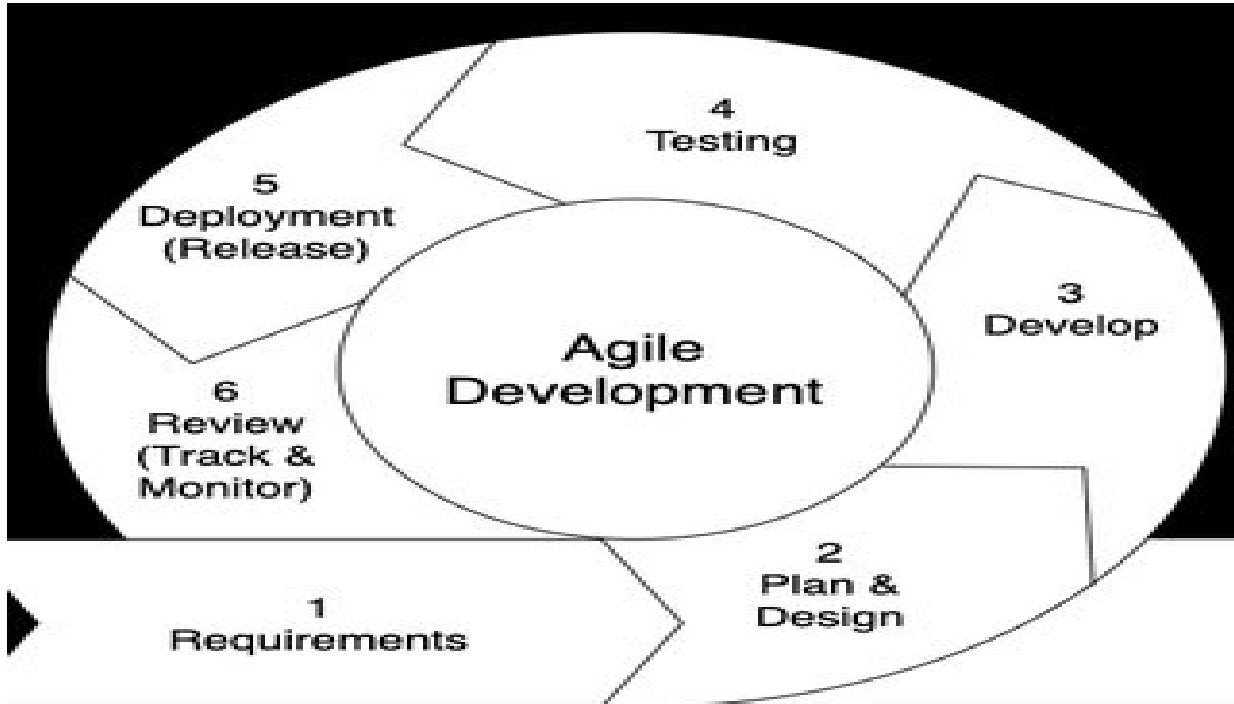 4
Testing
5
Deployment
(Release)
3
Develop
Agile
Development
6
Review
(Track &
Monitor)
2
Plan &
Design
1
Requirements